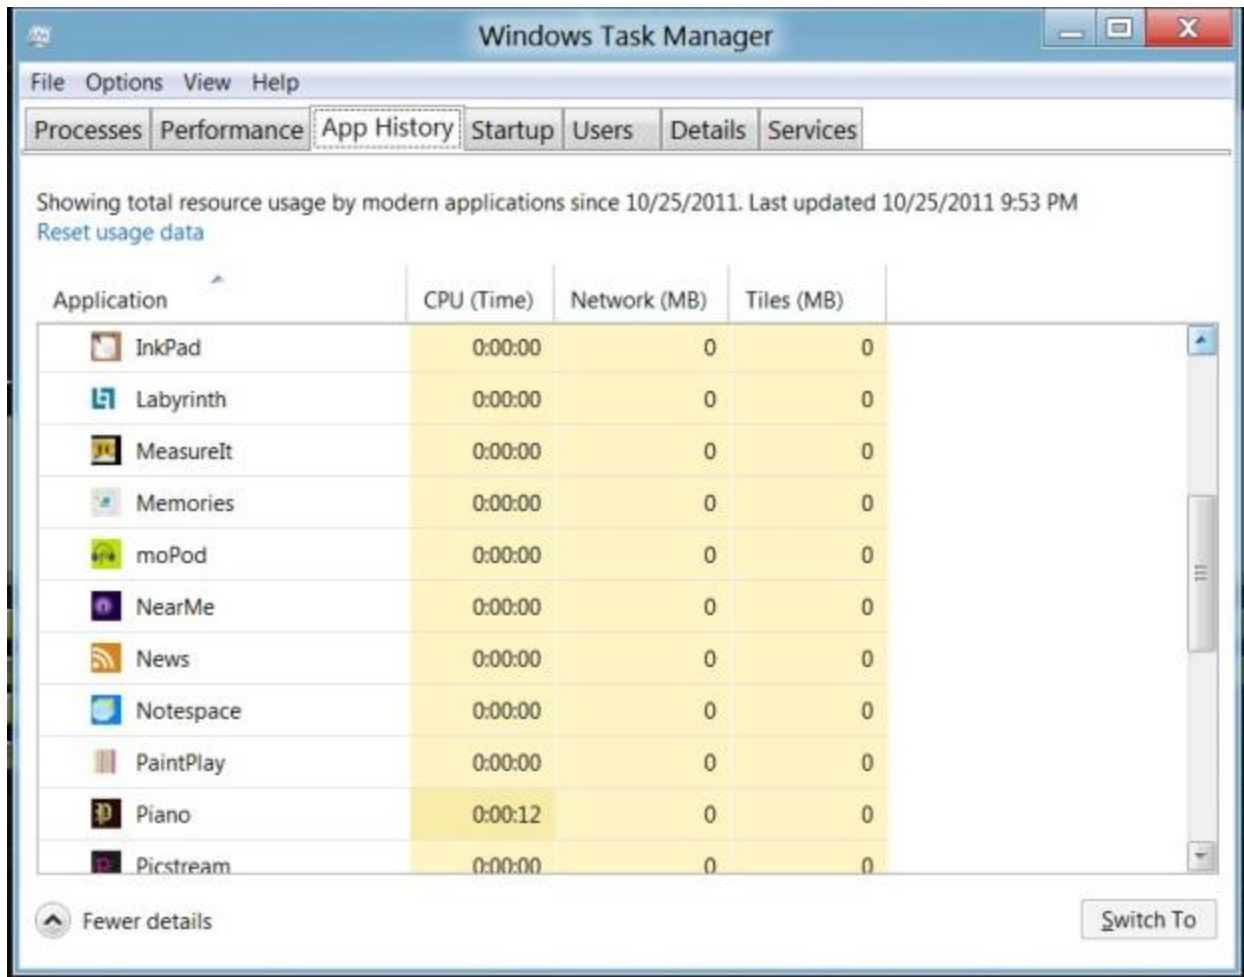 Windows Task Manager
X
File Options View Help
Processes Performance App History Startup Users Details Services
Showing total resource usage by modern applications since 10/25/2011. Last updated 10/25/2011 9:53 PM
Reset usage data
Application CPU (Time) Network (MB) Tiles (MB)
InkPad 0:00:00 0 0
Labyrinth 0:00:00 0 0
MeasureIt 0:00:00 0 0
Memories 0:00:00 0 0
moPod 0:00:00 0 0
NearMe 0:00:00 0 0
News 0:00:00 0 0
Notespace 0:00:00 0 0
PaintPlay 0:00:00 0 0
Piano 0:00:12 0 0
Picstream 0:00:00 0 0
Fewer details Switch To